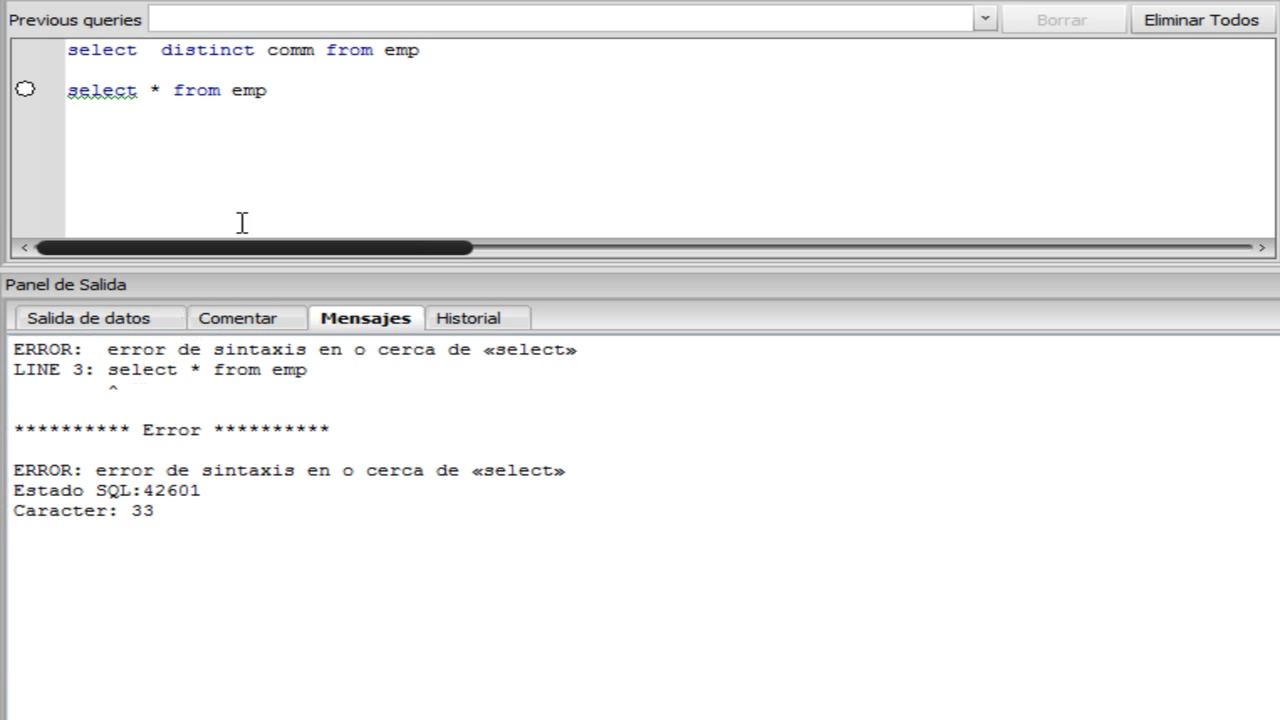 Previous queries Borrar Eliminar Todos
select  distinct comm from emp
select * from emp
Panel de Salida
Salida de datos Comentar Mensajes Historial
ERROR:  error de sintaxis en o cerca de «select»
LINE 3: select * from emp
^
********** Error **********
ERROR: error de sintaxis en o cerca de «select»
Estado SQL:42601
Caracter: 33